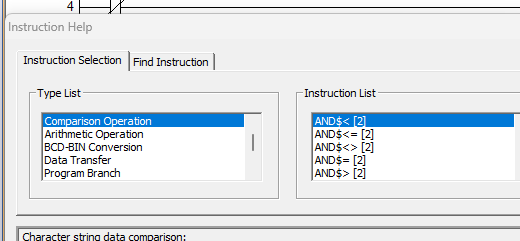 4
Instruction Help
Instruction Selection
Find Instruction
Type List
Comparison Operation
Arithmetic Operation
BCD-BIN Conversion
Data Transfer
Program Branch
Instruction List
AND$< [2]
AND$<= [2]
AND$<> [2]
AND$= [2]
AND$> [2]
Character string data comparison: